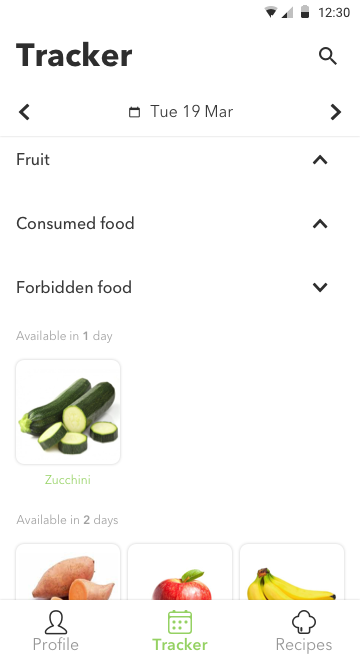 12:30
Tracker
Tue 19 Mar
Fruit
Consumed food
Forbidden food
Available in 1 day
Zucchini
Available in 2 days
Profile
Tracker
Recipes